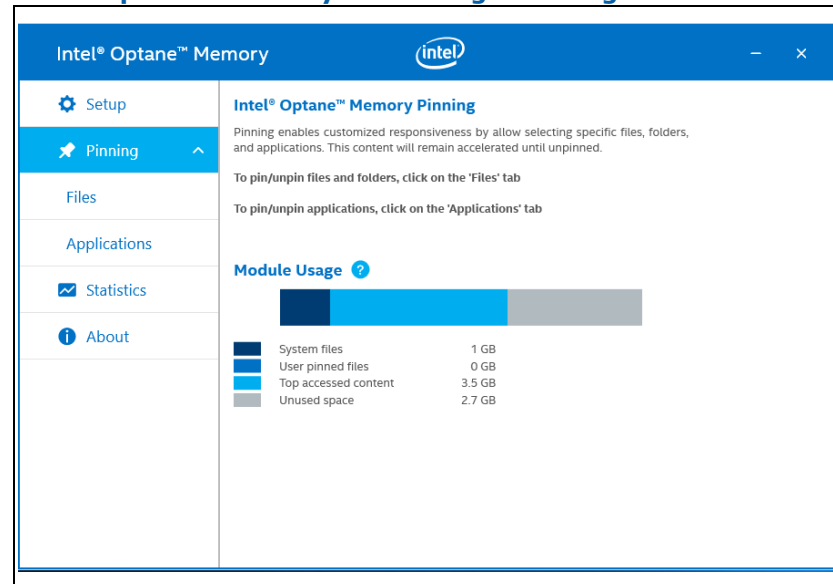 Intel® Optane™ Memory
intel
Setup
Pinning
Files
Applications
Statistics
About
Intel® Optane™ Memory Pinning
Pinning enables customized responsiveness by allow selecting specific files, folders,
and applications. This content will remain accelerated until unpinned.
To pin/unpin files and folders, click on the 'Files' tab
To pin/unpin applications, click on the 'Applications' tab
Module Usage ?
System files 1 GB
User pinned files 0 GB
Top accessed content 3.5 GB
Unused space 2.7 GB